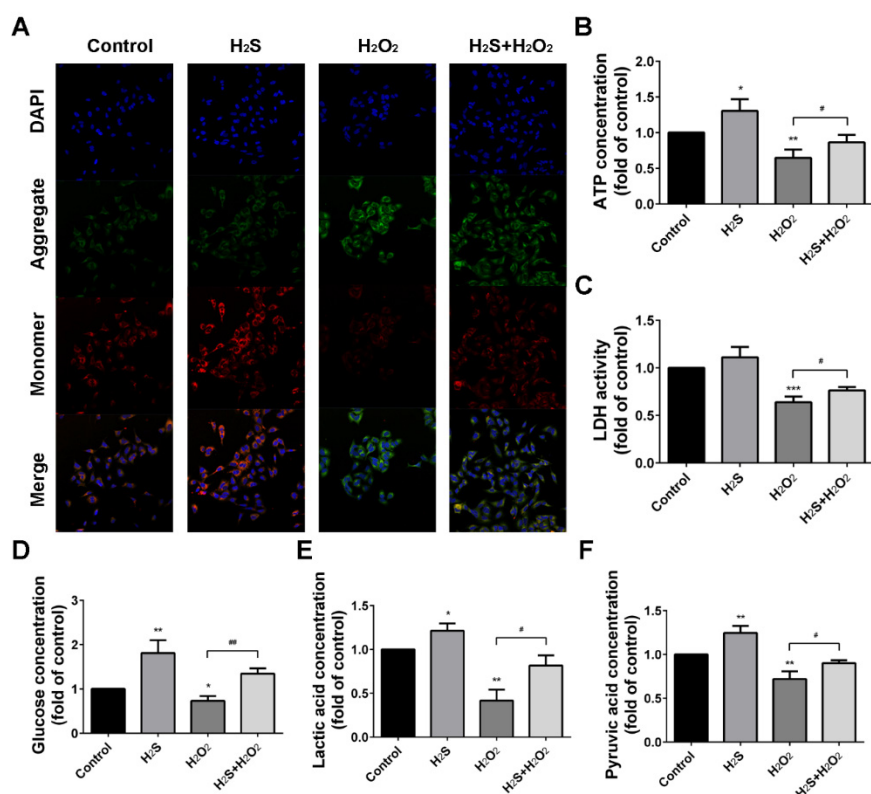 A
Control
H₂S
H₂O₂
H₂S+H₂O₂
DAPI
Aggregate
Monomer
Merge
B
ATP concentration
(fold of control)
2.0
1.5
1.0
0.5
0.0
*
**
#
Control
H₂S
H₂O₂
H₂S+H₂O₂
C
LDH activity
(fold of control)
1.5
1.0
0.5
0.0
***
#
Control
H₂S
H₂O₂
H₂S+H₂O₂
D
Glucose concentration
(fold of control)
3
2
1
0
**
*
##
Control
H₂S
H₂O₂
H₂S+H₂O₂
E
Lactic acid concentration
(fold of control)
1.5
1.0
0.5
0.0
*
**
#
Control
H₂S
H₂O₂
H₂S+H₂O₂
F
Pyruvic acid concentration
(fold of control)
1.5
1.0
0.5
0.0
**
**
#
Control
H₂S
H₂O₂
H₂S+H₂O₂